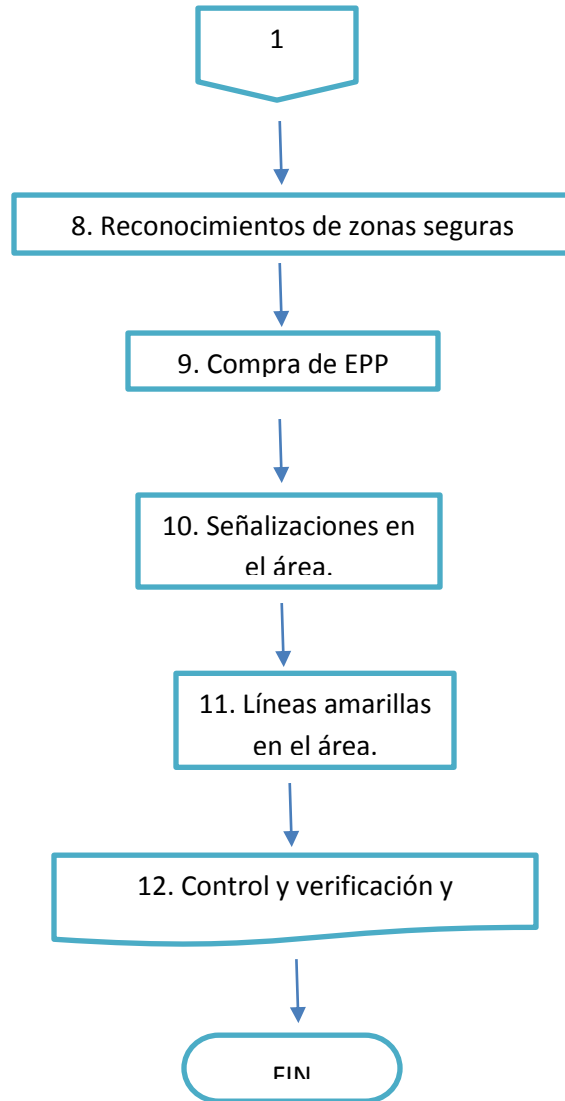 1
8. Reconocimientos de zonas seguras
9. Compra de EPP
10. Señalizaciones en
el área.
11. Líneas amarillas
en el área.
12. Control y verificación y
FIN